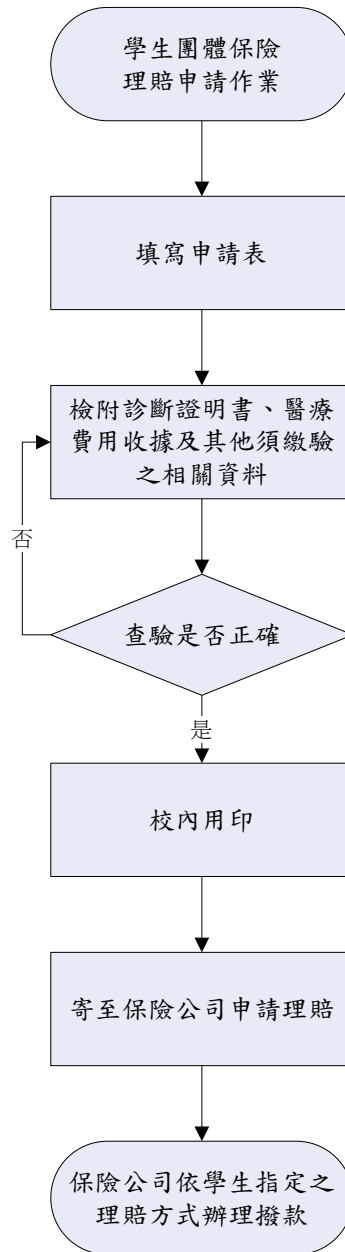 學生團體保險
理賠申請作業
填寫申請表
檢附診斷證明書、醫療
費用收據及其他須繳驗
之相關資料
否
查驗是否正確
是
校內用印
寄至保險公司申請理賠
保險公司依學生指定之
理賠方式辦理撥款